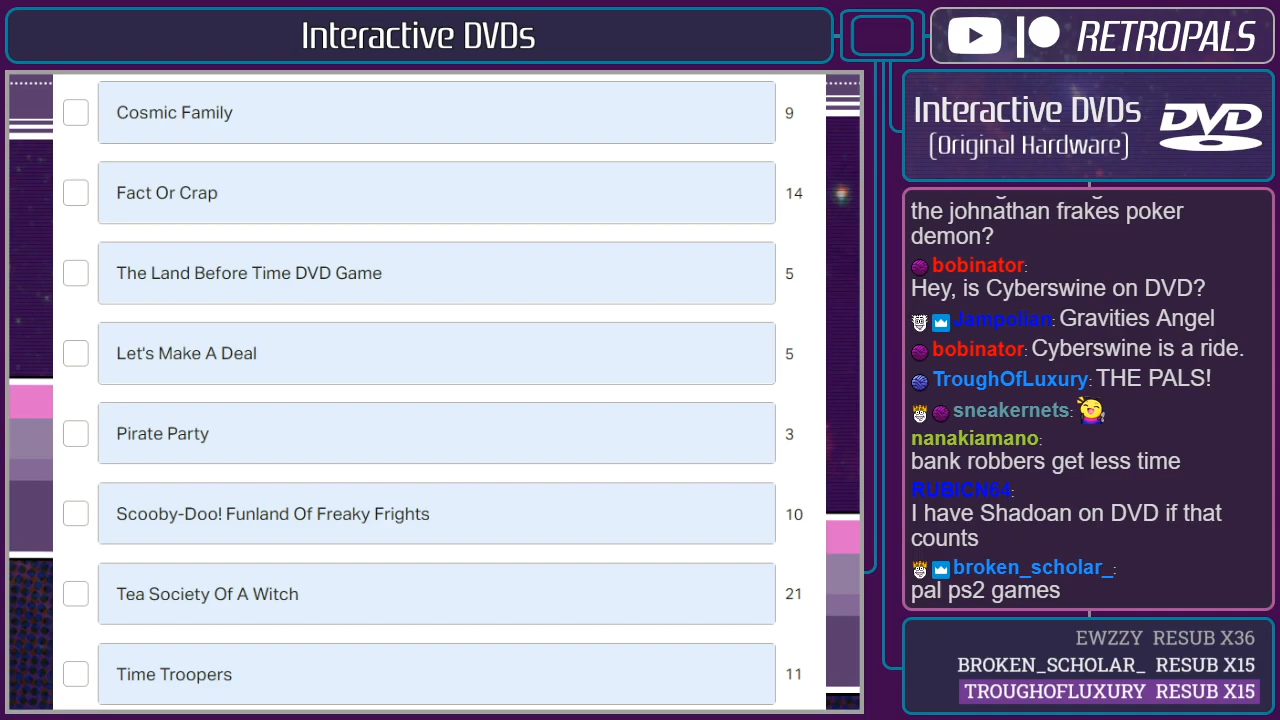 Interactive DVDs
RETROPALS
Cosmic Family 9
Fact Or Crap 14
The Land Before Time DVD Game 5
Let's Make A Deal 5
Pirate Party 3
Scooby-Doo! Funland Of Freaky Frights 10
Tea Society Of A Witch 21
Time Troopers 11
Interactive DVDs
(Original Hardware)
DVD
the johnathan frakes poker
demon?
bobinator:
Hey, is Cyberswine on DVD?
Jampolian: Gravities Angel
bobinator: Cyberswine is a ride.
TroughOfLuxury: THE PALS!
sneakernets:
nanakiamano:
bank robbers get less time
RUBICN64:
I have Shadoan on DVD if that
counts
broken_scholar_:
pal ps2 games
EWZZY RESUB X36
BROKEN_SCHOLAR_ RESUB X15
TROUGHOFLUXURY RESUB X15